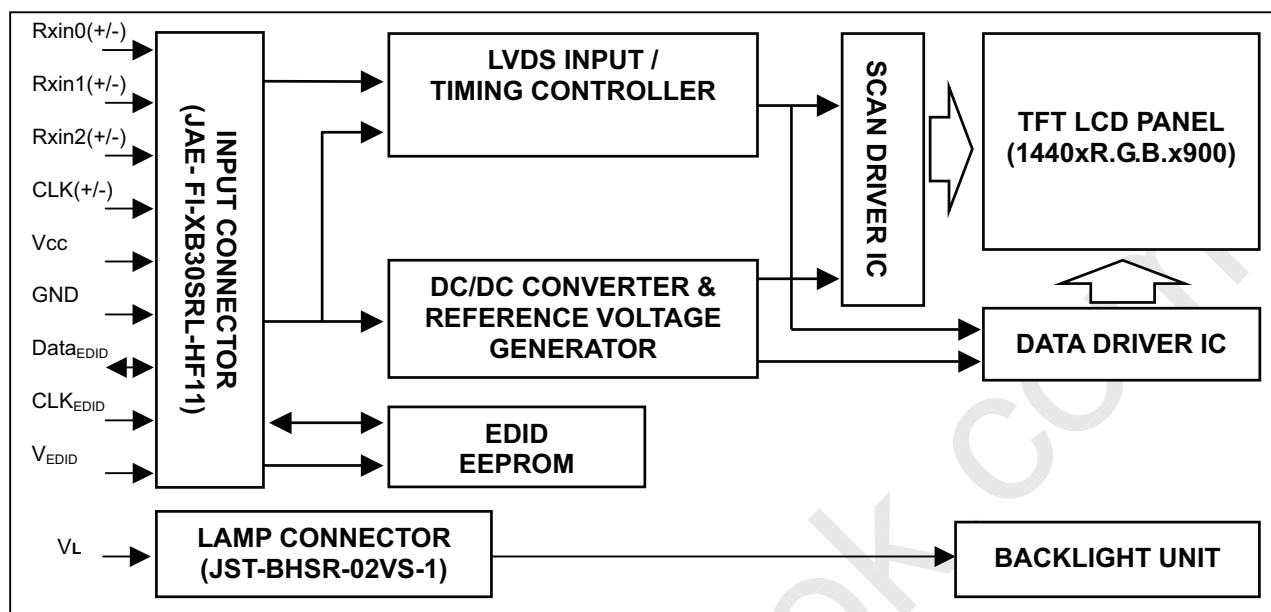 Rxin0(+/-)
Rxin1(+/-)
Rxin2(+/-)
CLK(+/-)
Vcc
GND
DataEDID
CLKEDID
VEDID
VL
INPUT CONNECTOR
(JAE- FI-XB30SRL-HF11)
LVDS INPUT /
TIMING CONTROLLER
DC/DC CONVERTER &
REFERENCE VOLTAGE
GENERATOR
EDID
EEPROM
LAMP CONNECTOR
(JST-BHSR-02VS-1)
SCAN DRIVER IC
TFT LCD PANEL
(1440xR.G.B.x900)
DATA DRIVER IC
BACKLIGHT UNIT